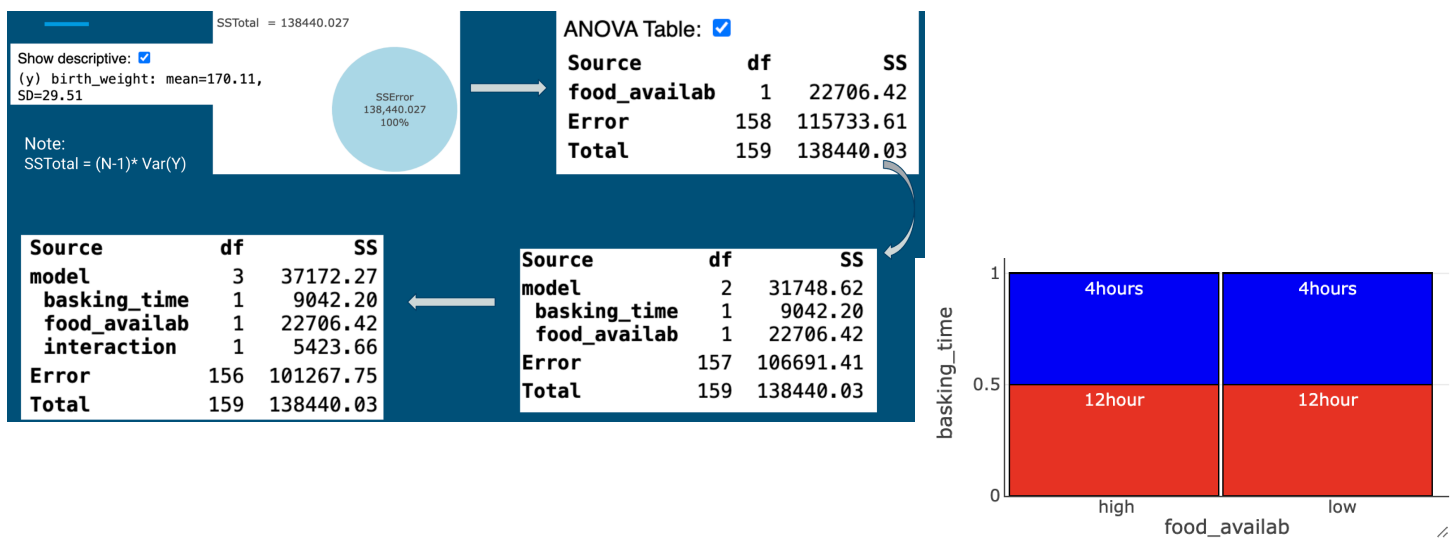 SSTotal = 138440.027
Show descriptive:
(y) birth_weight: mean=170.11,
SD=29.51
SSError
138,440.027
100%
Note:
SSTotal = (N-1)* Var(Y)
ANOVA Table:
Source df SS
food_availab 1 22706.42
Error 158 115733.61
Total 159 138440.03
Source df SS
model 3 37172.27
basking_time 1 9042.20
food_availab 1 22706.42
interaction 1 5423.66
Error 156 101267.75
Total 159 138440.03
Source df SS
model 2 31748.62
basking_time 1 9042.20
food_availab 1 22706.42
Error 157 106691.41
Total 159 138440.03
basking_time
1
0.5
0
4hours 4hours
12hour 12hour
high low
food_availab